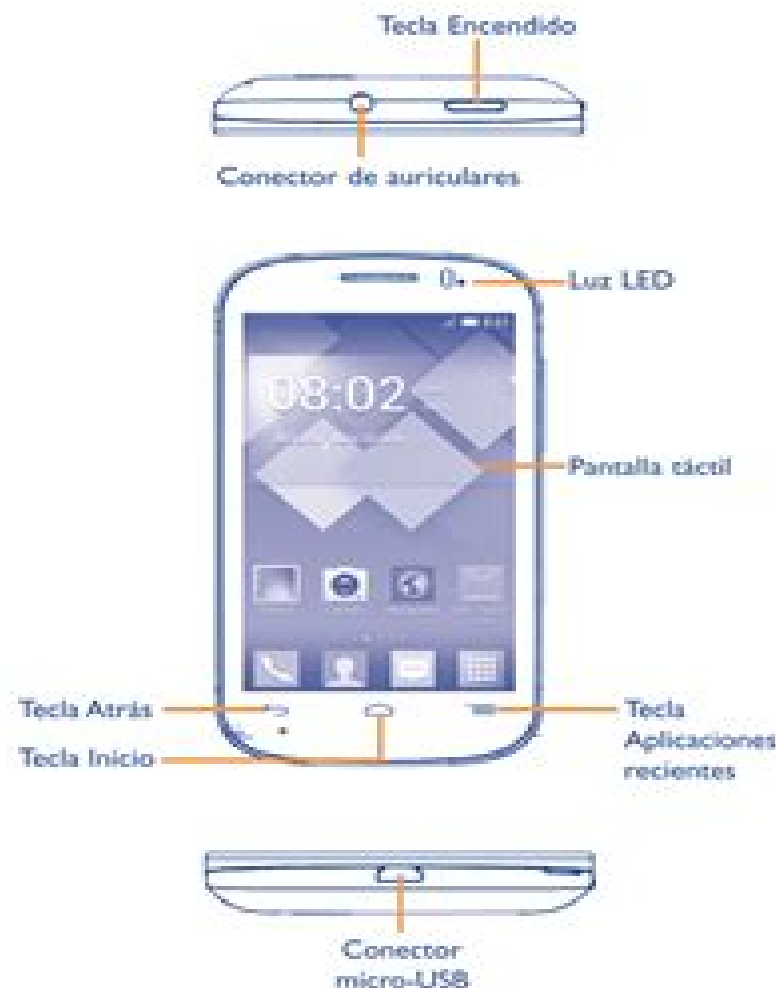 Tecla Encendido
Conector de auriculares
Luz LED
08:02
Pantalla táctil
Tecla Atrás
Tecla Inicio
Tecla
Aplicaciones
recientes
Conector
micro-USB